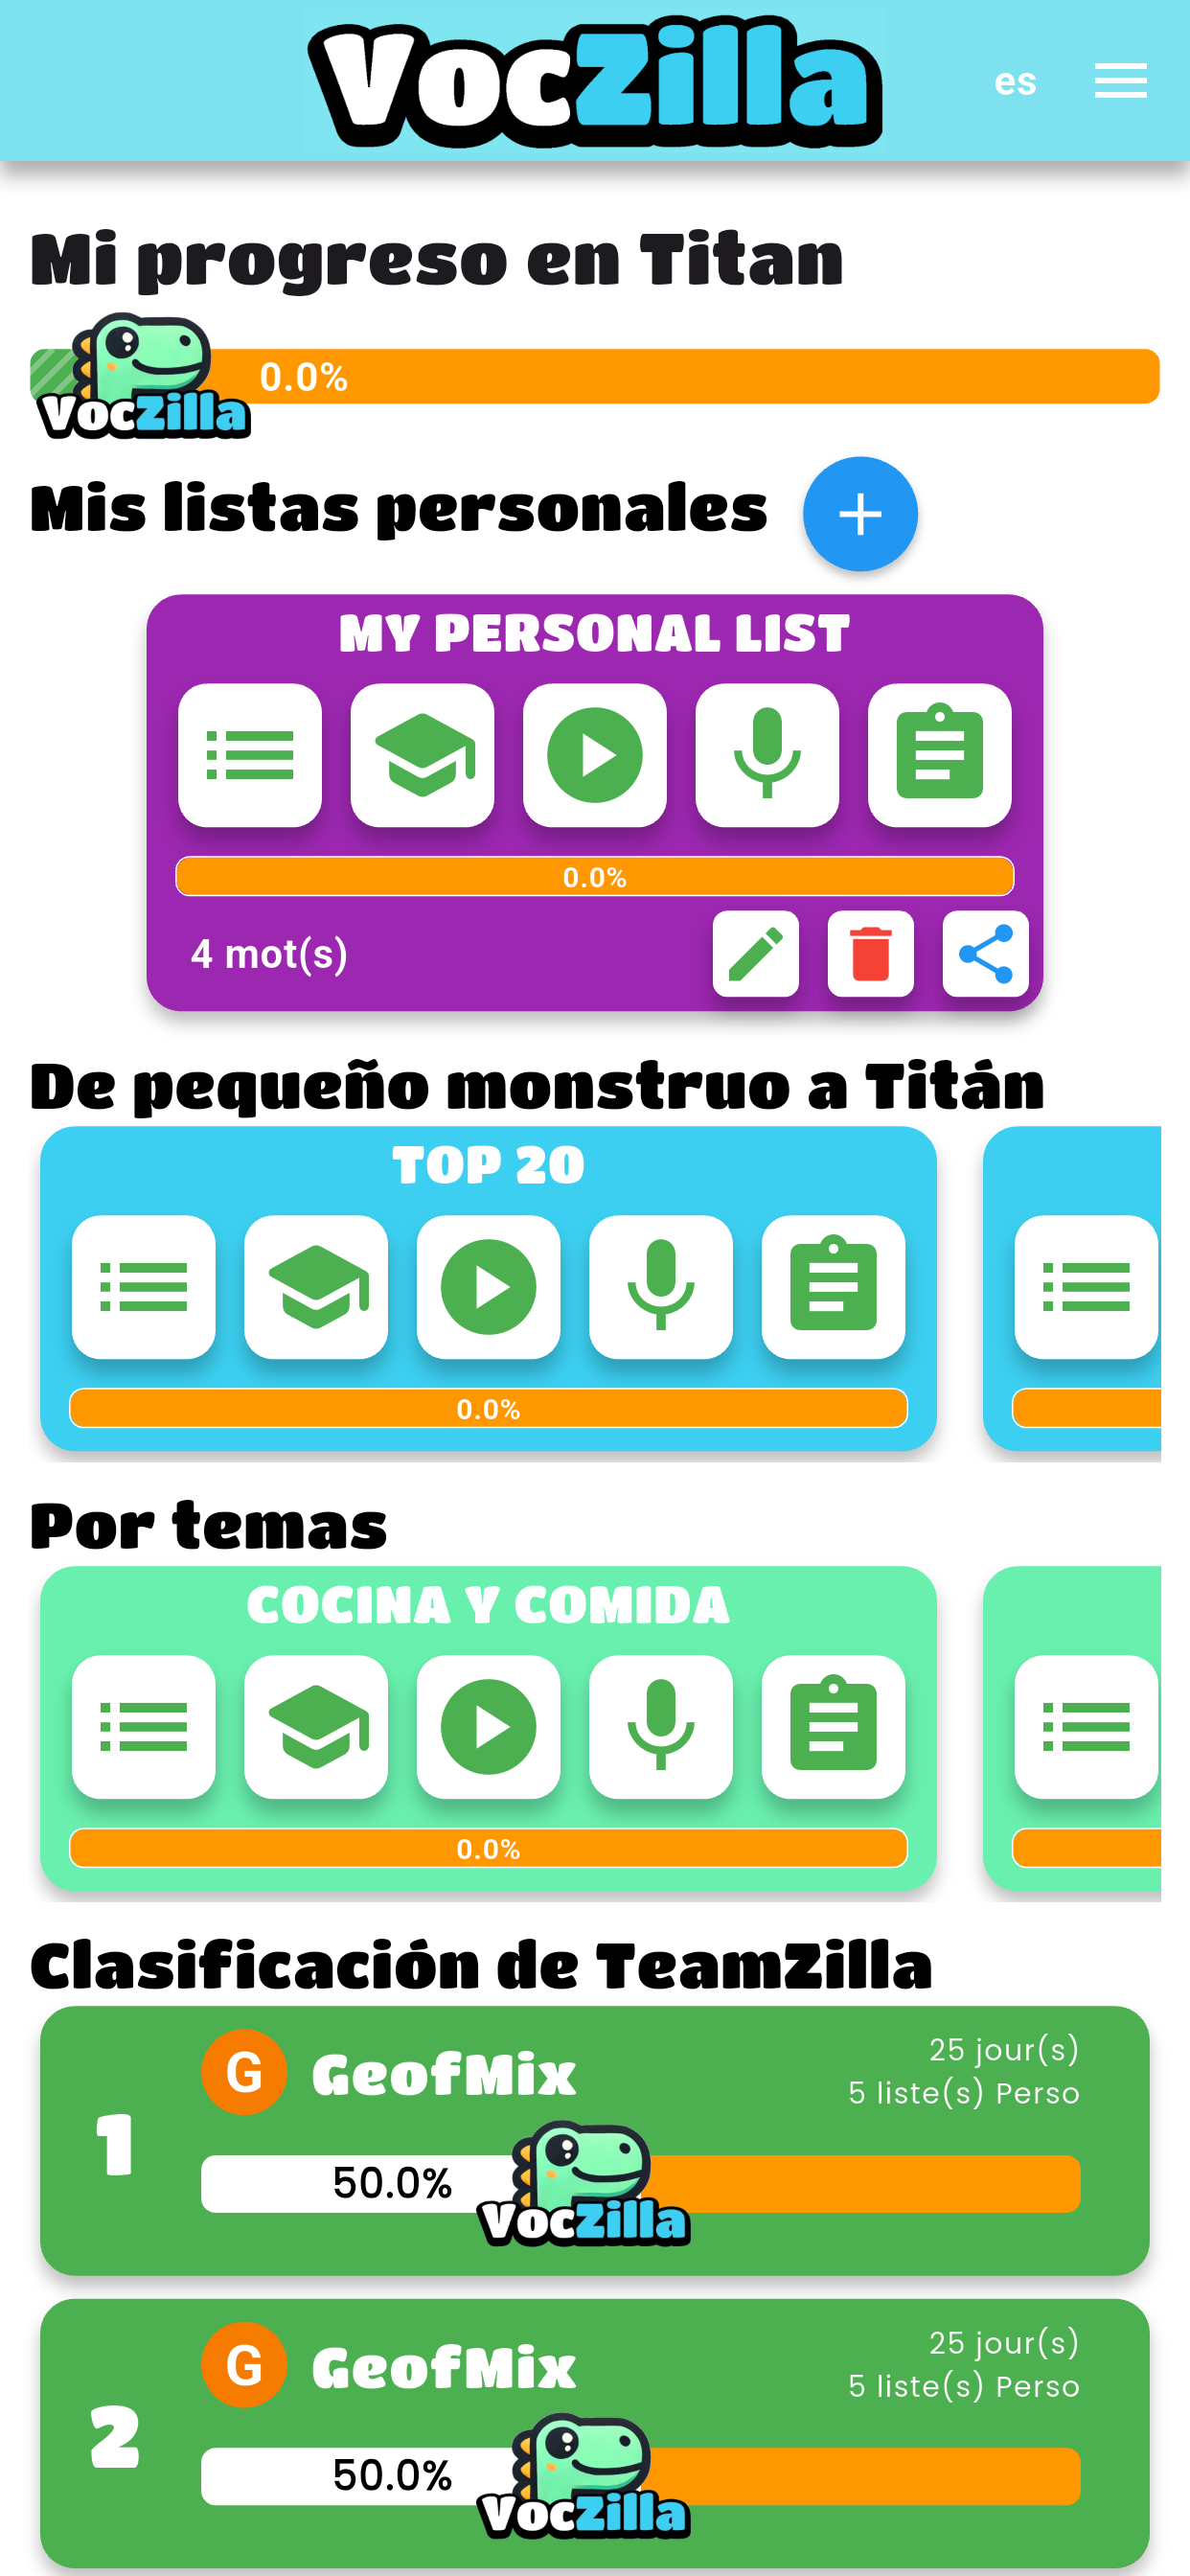 VocZilla
es
Mi progreso en Titan
0.0%
VocZilla
Mis listas personales
MY PERSONAL LIST
0.0%
4 mot(s)
De pequeño monstruo a Titán
TOP 20
0.0%
Por temas
COCINA Y COMIDA
0.0%
Clasificación de TeamZilla
1
G GeofMix
25 jour(s)
5 liste(s) Perso
50.0%
VocZilla
2
G GeofMix
25 jour(s)
5 liste(s) Perso
50.0%
VocZilla